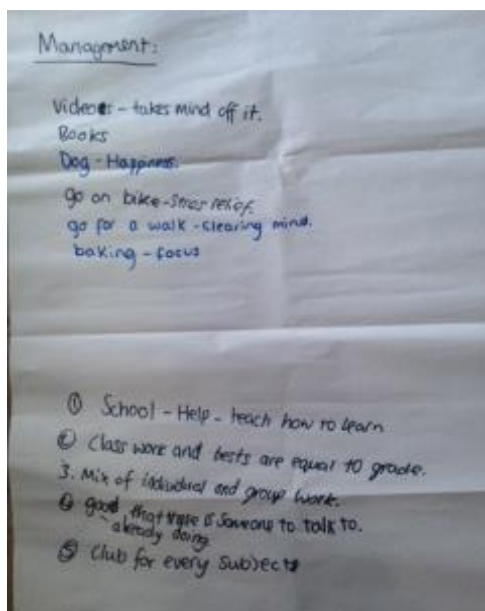 Managment:
Videos - takes mind off it.
Books
Dog - Happiness.
go on bike - stress relief.
go for a walk - clearing mind.
baking - focus
① School - Help - teach how to learn
② Class work and tests are equal to grade.
3. Mix of individual and group work.
④ good that there is someone to talk to.
already doing
⑤ Club for every subject